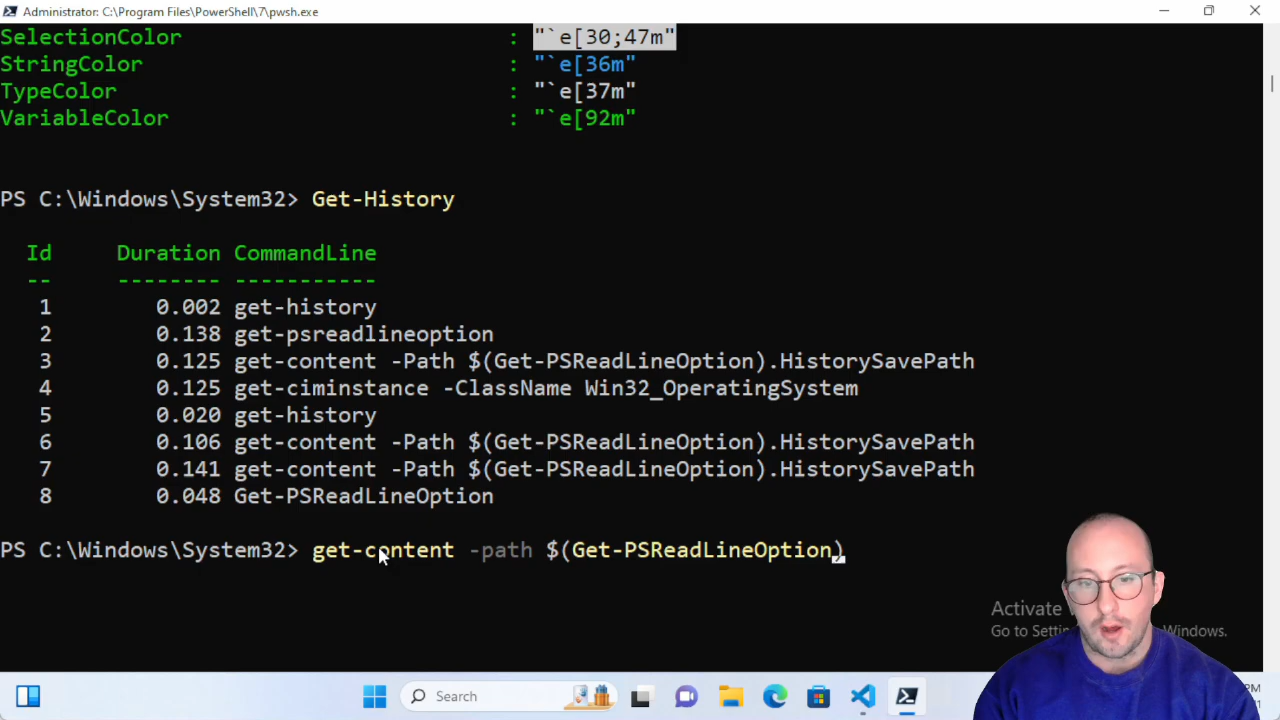 Administrator: C:\Program Files\PowerShell\7\pwsh.exe
SelectionColor : "`e[30;47m"
StringColor : "`e[36m"
TypeColor : "`e[37m"
VariableColor : "`e[92m"
PS C:\Windows\System32> Get-History
Id Duration CommandLine
-- -------- -----------
1 0.002 get-history
2 0.138 get-psreadlineoption
3 0.125 get-content -Path $(Get-PSReadLineOption).HistorySavePath
4 0.125 get-ciminstance -ClassName Win32_OperatingSystem
5 0.020 get-history
6 0.106 get-content -Path $(Get-PSReadLineOption).HistorySavePath
7 0.141 get-content -Path $(Get-PSReadLineOption).HistorySavePath
8 0.048 Get-PSReadLineOption
PS C:\Windows\System32> get-content -path $(Get-PSReadLineOption)
Activate
Go to Windows.
Search